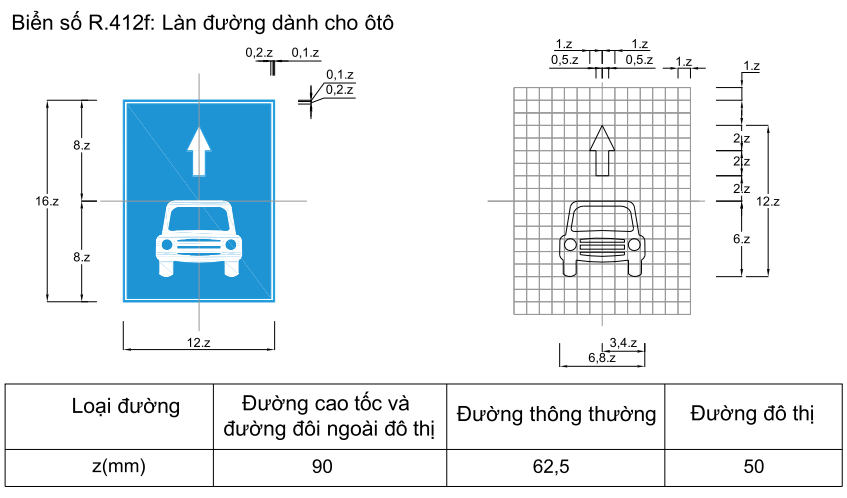 Biển số R.412f: Làn đường dành cho ôtô
0,2.z
0,1.z
0,1.z
0,2.z
8.z
16.z
8.z
12.z
1.z
1.z
0,5.z
0,5.z
1.z
1.z
2.z
2.z
2.z
12.z
6.z
3,4.z
6,8.z
Loại đường
Đường cao tốc và
đường đôi ngoài đô thị
Đường thông thường
Đường đô thị
z(mm)
90
62,5
50